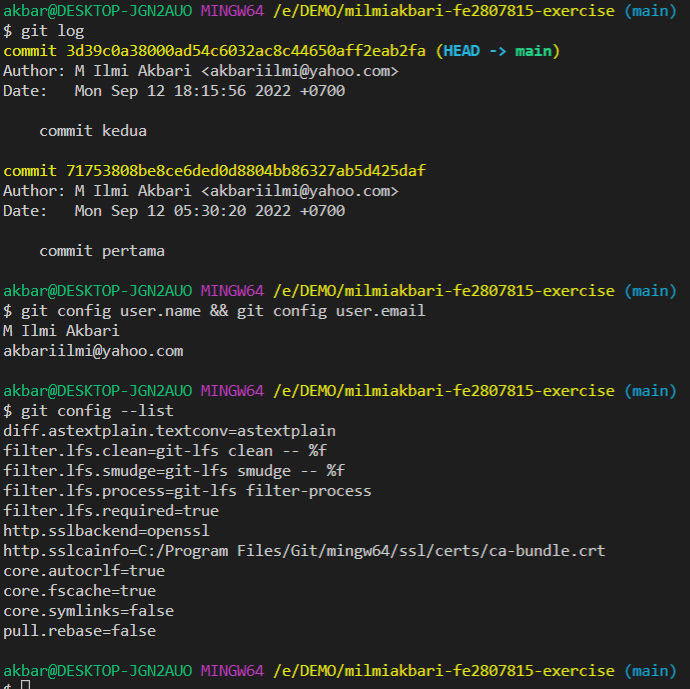 akbar@DESKTOP-JGN2AUO MINGW64 /e/DEMO/milmiakbari-fe2807815-exercise (main)
$ git log
commit 3d39c0a38000ad54c6032ac8c44650aff2eab2fa (HEAD -> main)
Author: M Ilmi Akbari <akbariilmi@yahoo.com>
Date:   Mon Sep 12 18:15:56 2022 +0700

    commit kedua

commit 71753808be8ce6ded0d8804bb86327ab5d425daf
Author: M Ilmi Akbari <akbariilmi@yahoo.com>
Date:   Mon Sep 12 05:30:20 2022 +0700

    commit pertama

akbar@DESKTOP-JGN2AUO MINGW64 /e/DEMO/milmiakbari-fe2807815-exercise (main)
$ git config user.name && git config user.email
M Ilmi Akbari
akbariilmi@yahoo.com

akbar@DESKTOP-JGN2AUO MINGW64 /e/DEMO/milmiakbari-fe2807815-exercise (main)
$ git config --list
diff.astextplain.textconv=astextplain
filter.lfs.clean=git-lfs clean -- %f
filter.lfs.smudge=git-lfs smudge -- %f
filter.lfs.process=git-lfs filter-process
filter.lfs.required=true
http.sslbackend=openssl
http.sslcainfo=C:/Program Files/Git/mingw64/ssl/certs/ca-bundle.crt
core.autocrlf=true
core.fscache=true
core.symlinks=false
pull.rebase=false

akbar@DESKTOP-JGN2AUO MINGW64 /e/DEMO/milmiakbari-fe2807815-exercise (main)
$